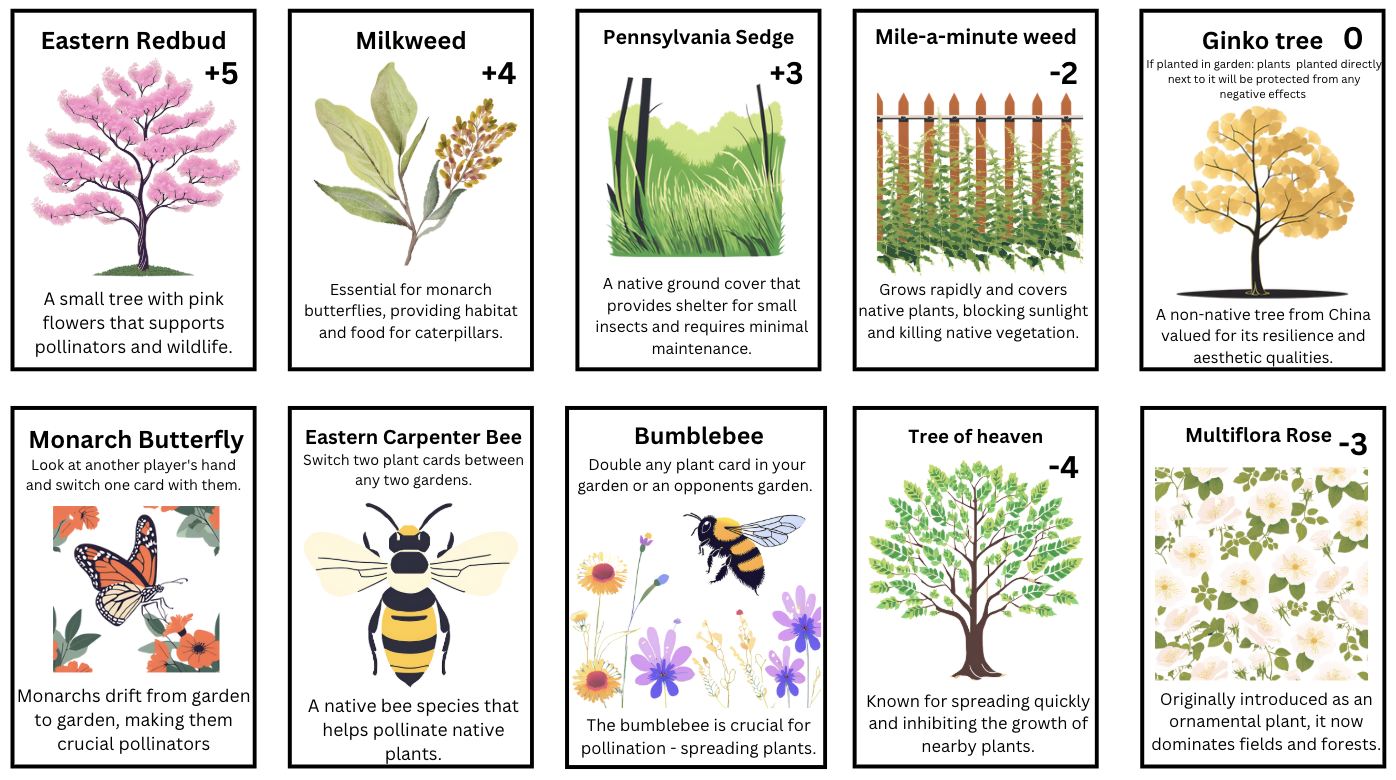 Eastern Redbud
+5
A small tree with pink
flowers that supports
pollinators and wildlife.
Milkweed
+4
Essential for monarch
butterflies, providing habitat
and food for caterpillars.
Pennsylvania Sedge
+3
A native ground cover that
provides shelter for small
insects and requires minimal
maintenance.
Mile-a-minute weed
-2
Grows rapidly and covers
native plants, blocking sunlight
and killing native vegetation.
Ginko tree 0
If planted in garden: plants planted directly
next to it will be protected from any
negative effects
A non-native tree from China
valued for its resilience and
aesthetic qualities.
Monarch Butterfly
Look at another player's hand
and switch one card with them.
Monarchs drift from garden
to garden, making them
crucial pollinators
Eastern Carpenter Bee
Switch two plant cards between
any two gardens.
A native bee species that
helps pollinate native
plants.
Bumblebee
Double any plant card in your
garden or an opponents garden.
The bumblebee is crucial for
pollination - spreading plants.
Tree of heaven
-4
Known for spreading quickly
and inhibiting the growth of
nearby plants.
Multiflora Rose -3
Originally introduced as an
ornamental plant, it now
dominates fields and forests.